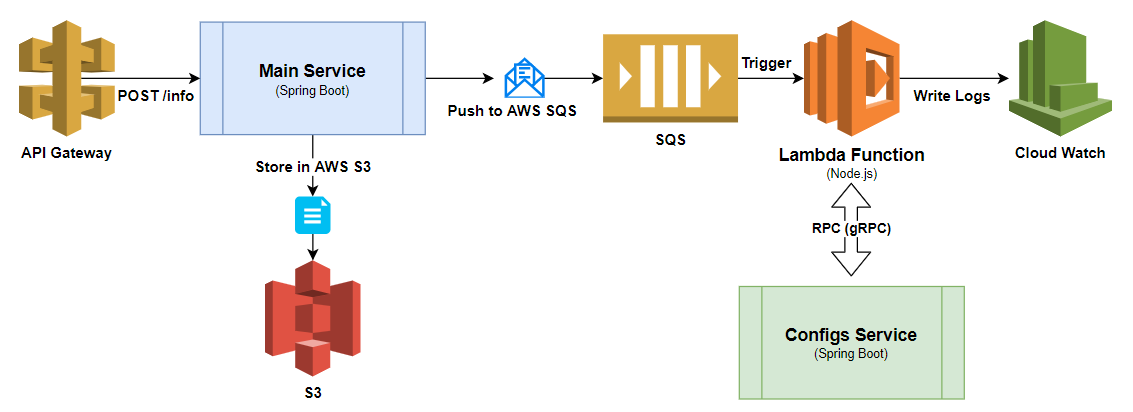 API Gateway
POST /info
Main Service
(Spring Boot)
Store in AWS S3
S3
Push to AWS SQS
SQS
Trigger
Lambda Function
(Node.js)
Write Logs
Cloud Watch
RPC (gRPC)
Configs Service
(Spring Boot)